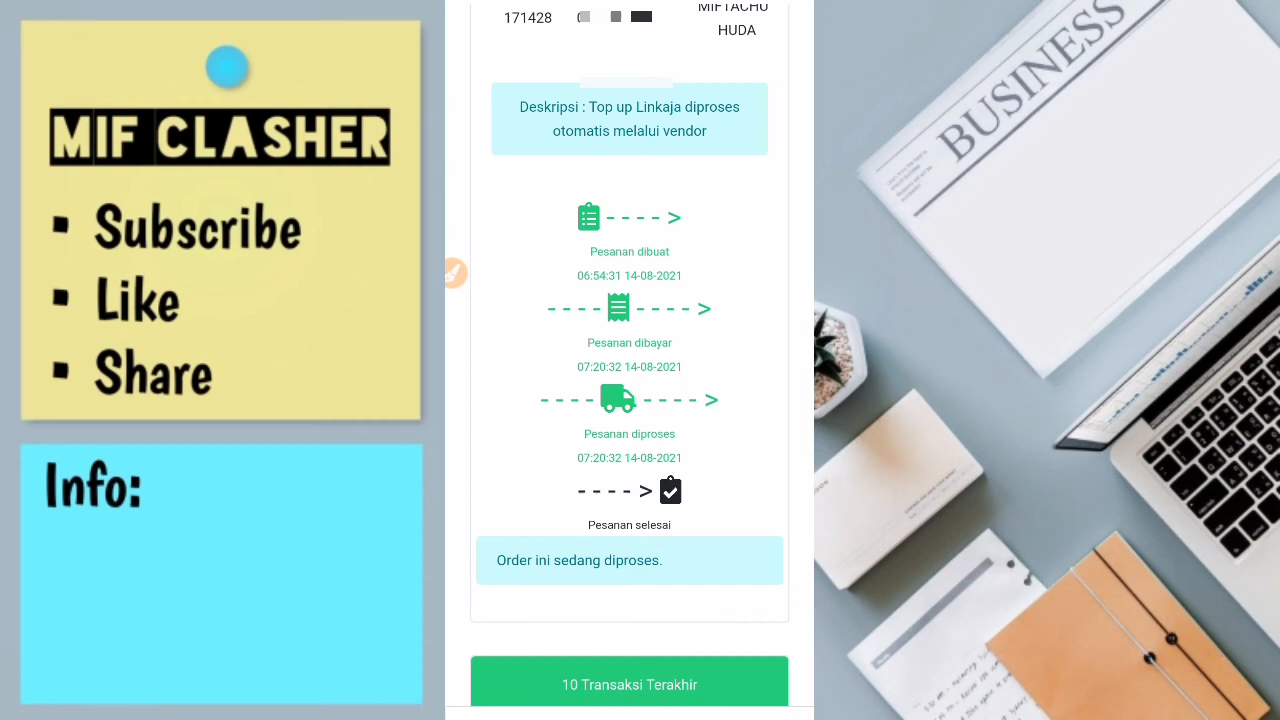 MIF CLASHER
▪ Subscribe
▪ Like
▪ Share
Info:
171428
MIFTACHU
HUDA
Deskripsi : Top up Linkaja diproses
otomatis melalui vendor
- - - - >
Pesanan dibuat
06:54:31 14-08-2021
- - - - - - - - >
Pesanan dibayar
07:20:32 14-08-2021
- - - - - - - - >
Pesanan diproses
07:20:32 14-08-2021
- - - - >
Pesanan selesai
Order ini sedang diproses.
10 Transaksi Terakhir
BUSINESS